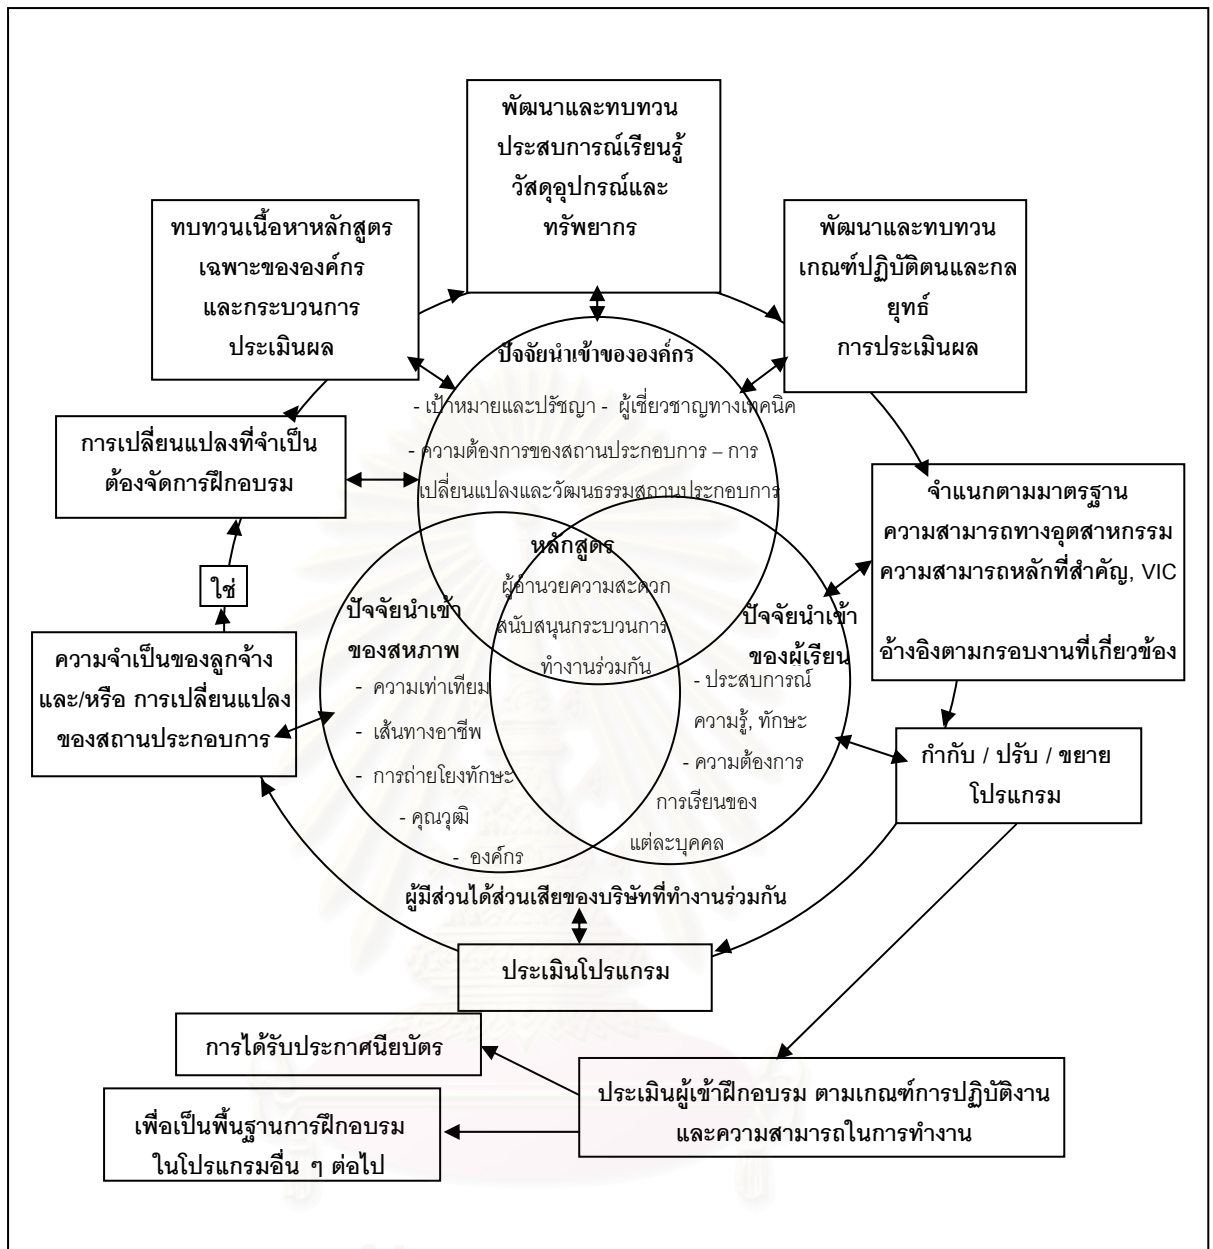 พัฒนาและทบทวน
ประสบการณ์เรียนรู้
วัสดุอุปกรณ์และ
ทรัพยากร
ทบทวนเนื้อหาหลักสูตร
เฉพาะขององค์กร
และกระบวนการ
ประเมินผล
พัฒนาและทบทวน
เกณฑ์ปฏิบัติตนและกล
ยุทธ์
การประเมินผล
ปัจจัยนำเข้าขององค์กร
- เป้าหมายและปรัชญา - ผู้เชี่ยวชาญทางเทคนิค
- ความต้องการของสถานประกอบการ – การ
เปลี่ยนแปลงและวัฒนธรรมสถานประกอบการ
การเปลี่ยนแปลงที่จำเป็น
ต้องจัดการฝึกอบรม
จำแนกตามมาตรฐาน
ความสามารถทางอุตสาหกรรม
ความสามารถหลักที่สำคัญ, VIC
อ้างอิงตามกรอบงานที่เกี่ยวข้อง
หลักสูตร
ผู้อำนวยความสะดวก
สนับสนุนกระบวนการ
ทำงานร่วมกัน
ใช่
ปัจจัยนำเข้า
ของสหภาพ
- ความเท่าเทียม
- เส้นทางอาชีพ
- การถ่ายโยงทักษะ
- คุณวุฒิ
- องค์กร
ปัจจัยนำเข้า
ของผู้เรียน
- ประสบการณ์
ความรู้, ทักษะ
- ความต้องการ
การเรียนของ
แต่ละบุคคล
ความจำเป็นของลูกจ้าง
และ/หรือ การเปลี่ยนแปลง
ของสถานประกอบการ
กำกับ / ปรับ / ขยาย
โปรแกรม
ผู้มีส่วนได้ส่วนเสียของบริษัทที่ทำงานร่วมกัน
ประเมินโปรแกรม
การได้รับประกาศนียบัตร
ประเมินผู้เข้าฝึกอบรม ตามเกณฑ์การปฏิบัติงาน
และความสามารถในการทำงาน
เพื่อเป็นพื้นฐานการฝึกอบรม
ในโปรแกรมอื่น ๆ ต่อไป